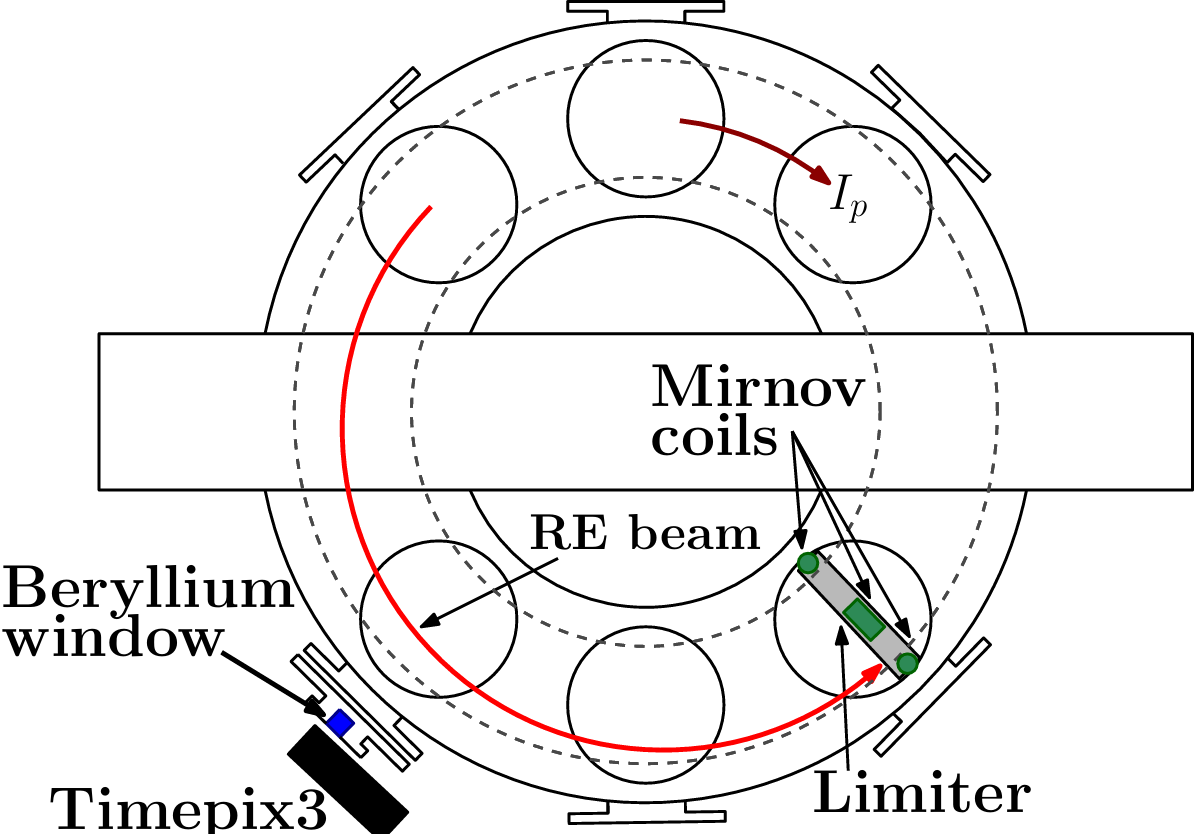 I_p
Mirnov
coils
RE beam
Beryllium
window
Limiter
Timepix3